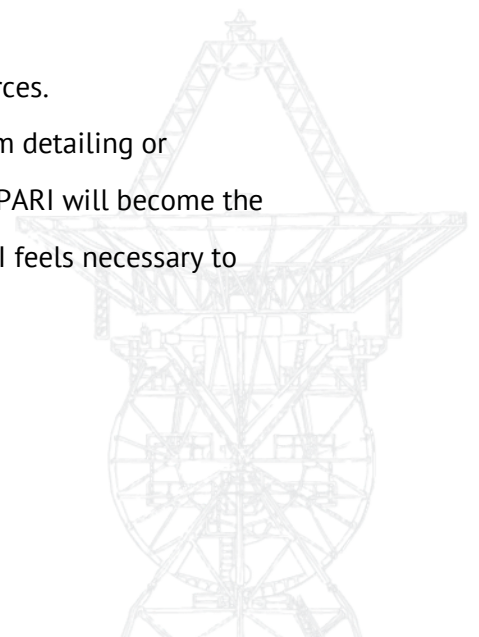 rces.
m detailing or
PARI will become the
I feels necessary to